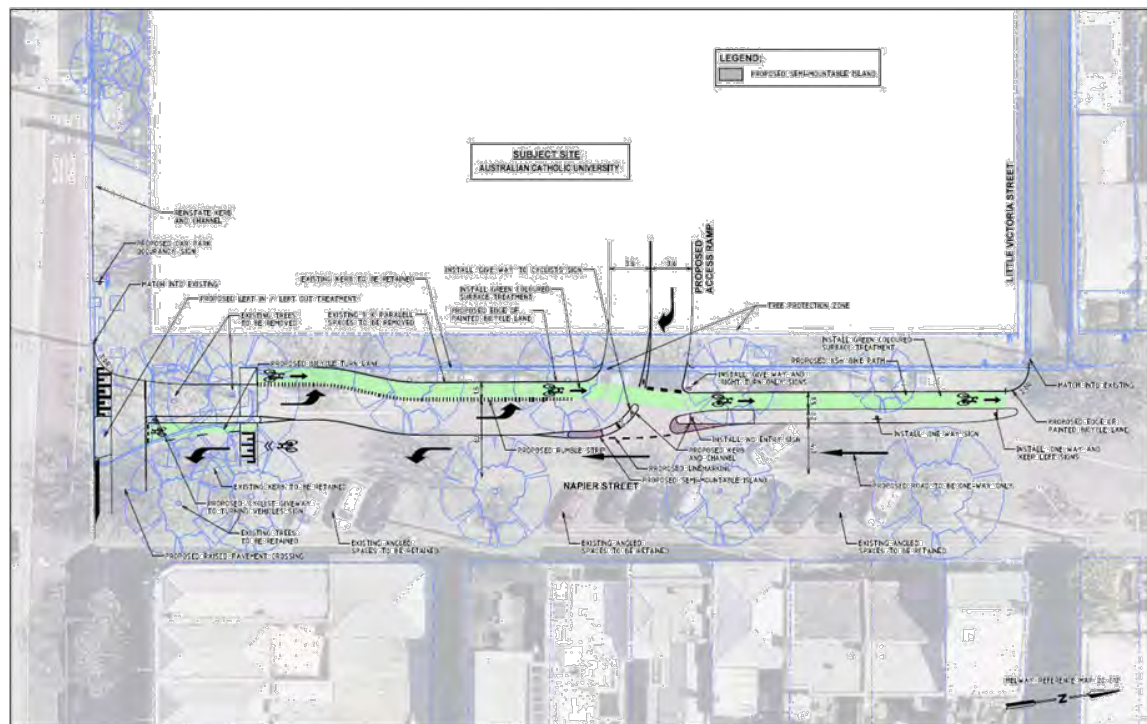 LEGEND:
PROPOSED SEMI-MOUNTABLE ISLAND
SUBJECT SITE
AUSTRALIAN CATHOLIC UNIVERSITY
LITTLE VICTORIA STREET
REINSTATE KERB
AND CHANNEL
PROPOSED CAR PARK
OCCUPANCY SIGN
MATCH INTO EXISTING
PROPOSED LEFT IN / LEFT OUT TREATMENT
EXISTING TREES
TO BE REMOVED
EXISTING KERB TO BE RETAINED
SPACES TO BE REMOVED
INSTALL GIVE WAY TO CYCLISTS SIGN
INSTALL GREEN COLOURED
SURFACE TREATMENT
PROPOSED EDGE OF
PAINTED BICYCLE LANE
PROPOSED
ACCESS RAMP
TREE PROTECTION ZONE
INSTALL GREEN COLOURED
SURFACE TREATMENT
PROPOSED 1.5m BIKE PATH
PROPOSED BICYCLE TURN LANE
INSTALL GIVE WAY AND
RIGHT TURN ONLY SIGNS
MATCH INTO EXISTING
PROPOSED EDGE OF
PAINTED BICYCLE LANE
INSTALL NO ENTRY SIGN
INSTALL ONE-WAY SIGN
INSTALL ONE-WAY AND
KEEP LEFT SIGNS
PROPOSED RUMBLE STRIP
PROPOSED KERB
AND CHANNEL
PROPOSED LINEMARKING
PROPOSED SEMI-MOUNTABLE ISLAND
PROPOSED ROAD TO BE ONE-WAY ONLY
NAPIER STREET
EXISTING KERB TO BE RETAINED
PROPOSED CYCLIST GIVEWAY
TO TURNING VEHICLES SIGN
EXISTING TREES
TO BE RETAINED
PROPOSED RAISED PAVEMENT CROSSING
EXISTING ANGLED
SPACES TO BE RETAINED
EXISTING ANGLED
SPACES TO BE RETAINED
EXISTING ANGLED
SPACES TO BE RETAINED
MELWAY REFERENCE MAP
Z